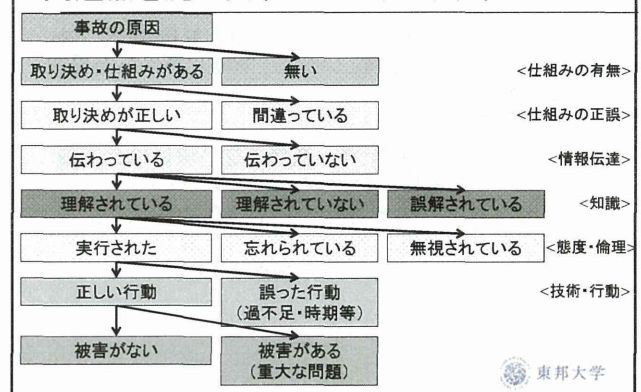 事故の原因
取り決め・仕組みがある 無い <仕組みの有無>
取り決めが正しい 間違っている <仕組みの正誤>
伝わっている 伝わっていない <情報伝達>
理解されている 理解されていない 誤解されている <知識>
実行された 忘れられている 無視されている <態度・倫理>
正しい行動 誤った行動 <技術・行動>
(過不足・時期等)
被害がない 被害がある
(重大な問題)
東邦大学